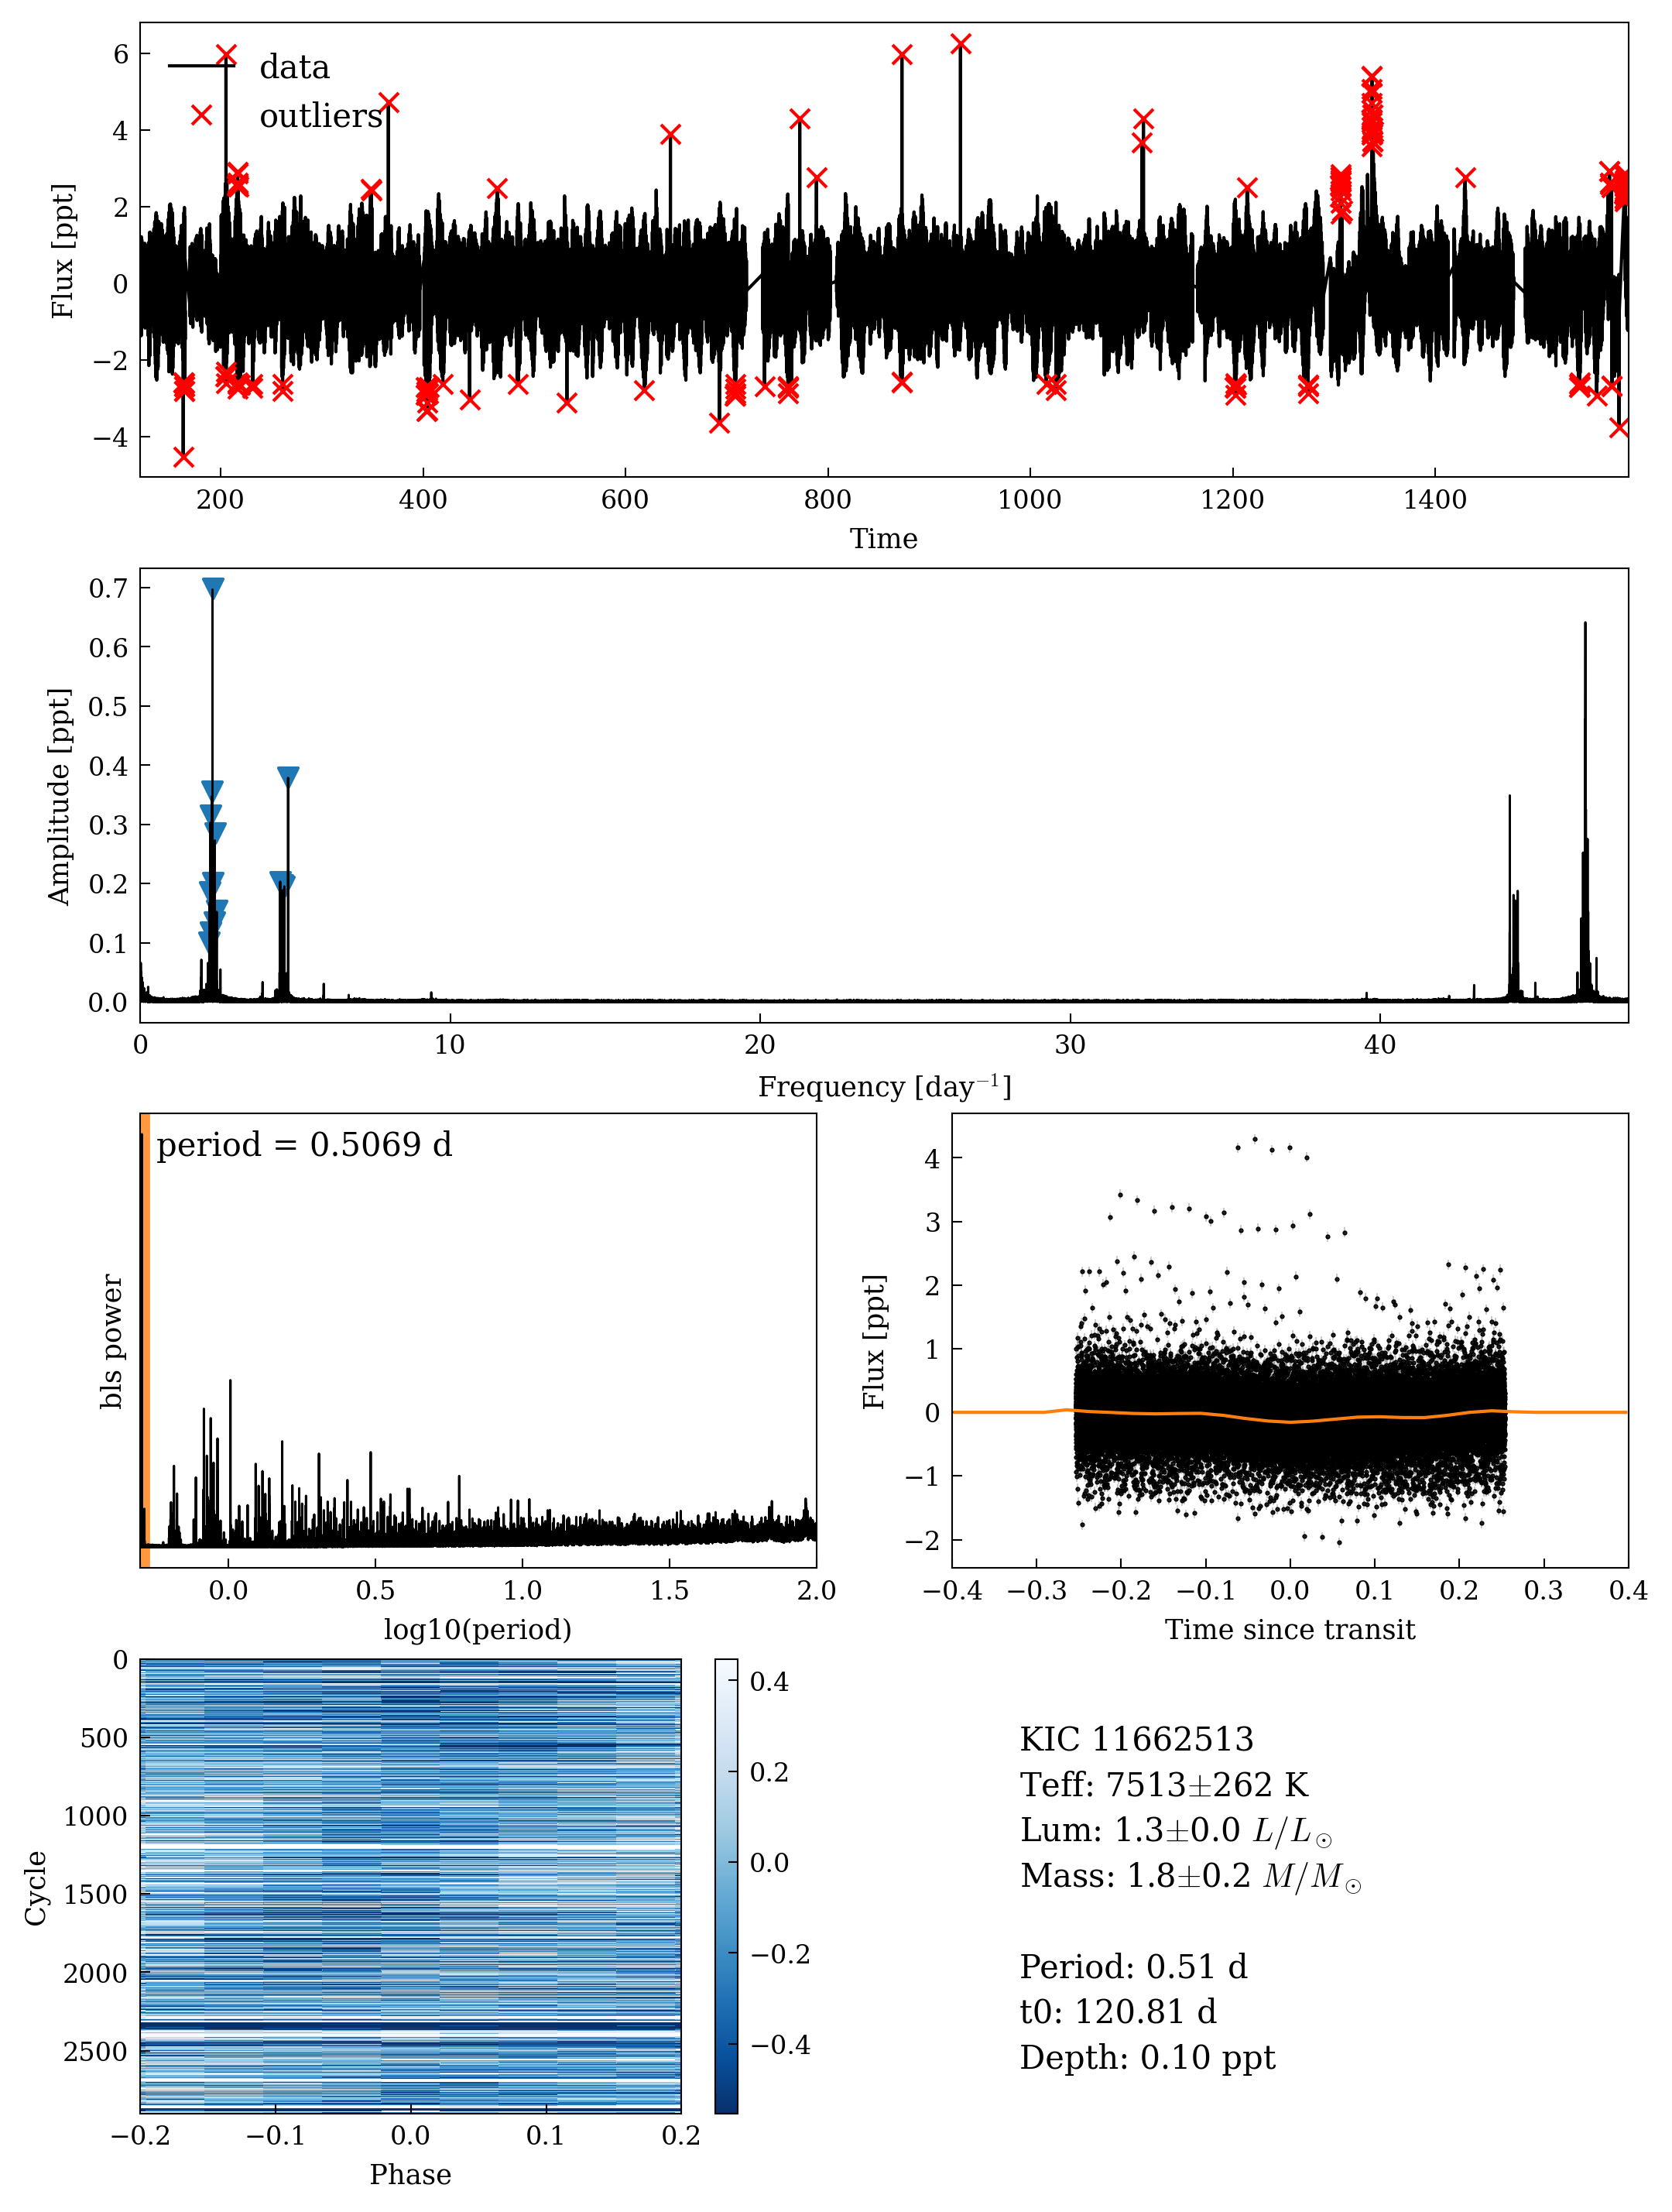 data
outliers
6
4
2
0
−2
−4
Flux [ppt]
200 400 600 800 1000 1200 1400
Time
0.7
0.6
0.5
0.4
0.3
0.2
0.1
0.0
Amplitude [ppt]
0 10 20 30 40
Frequency [day⁻¹]
period = 0.5069 d
bls power
0.0 0.5 1.0 1.5 2.0
log10(period)
4
3
2
1
0
−1
−2
Flux [ppt]
−0.4 −0.3 −0.2 −0.1 0.0 0.1 0.2 0.3 0.4
Time since transit
0
500
1000
1500
2000
2500
Cycle
−0.2 −0.1 0.0 0.1 0.2
Phase
0.4
0.2
0.0
−0.2
−0.4
KIC 11662513
Teff: 7513±262 K
Lum: 1.3±0.0 L/L☉
Mass: 1.8±0.2 M/M☉
Period: 0.51 d
t0: 120.81 d
Depth: 0.10 ppt